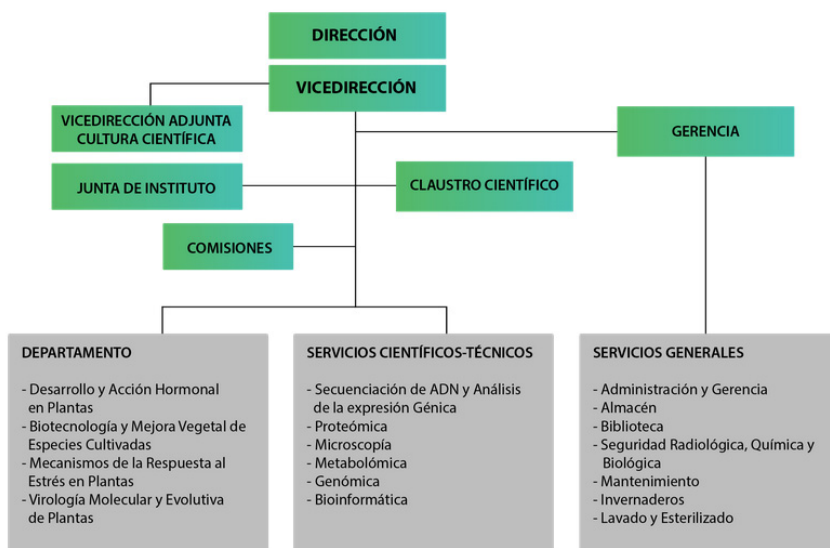 DIRECCIÓN
VICEDIRECCIÓN
VICEDIRECCIÓN ADJUNTA
CULTURA CIENTÍFICA
GERENCIA
JUNTA DE INSTITUTO
CLAUSTRO CIENTÍFICO
COMISIONES
DEPARTAMENTO
- Desarrollo y Acción Hormonal
en Plantas
- Biotecnología y Mejora Vegetal de
Especies Cultivadas
- Mecanismos de la Respuesta al
Estrés en Plantas
- Virología Molecular y Evolutiva
de Plantas
SERVICIOS CIENTÍFICOS-TÉCNICOS
- Secuenciación de ADN y Análisis
de la expresión Génica
- Proteómica
- Microscopía
- Metabolómica
- Genómica
- Bioinformática
SERVICIOS GENERALES
- Administración y Gerencia
- Almacén
- Biblioteca
- Seguridad Radiológica, Química y
Biológica
- Mantenimiento
- Invernaderos
- Lavado y Esterilizado